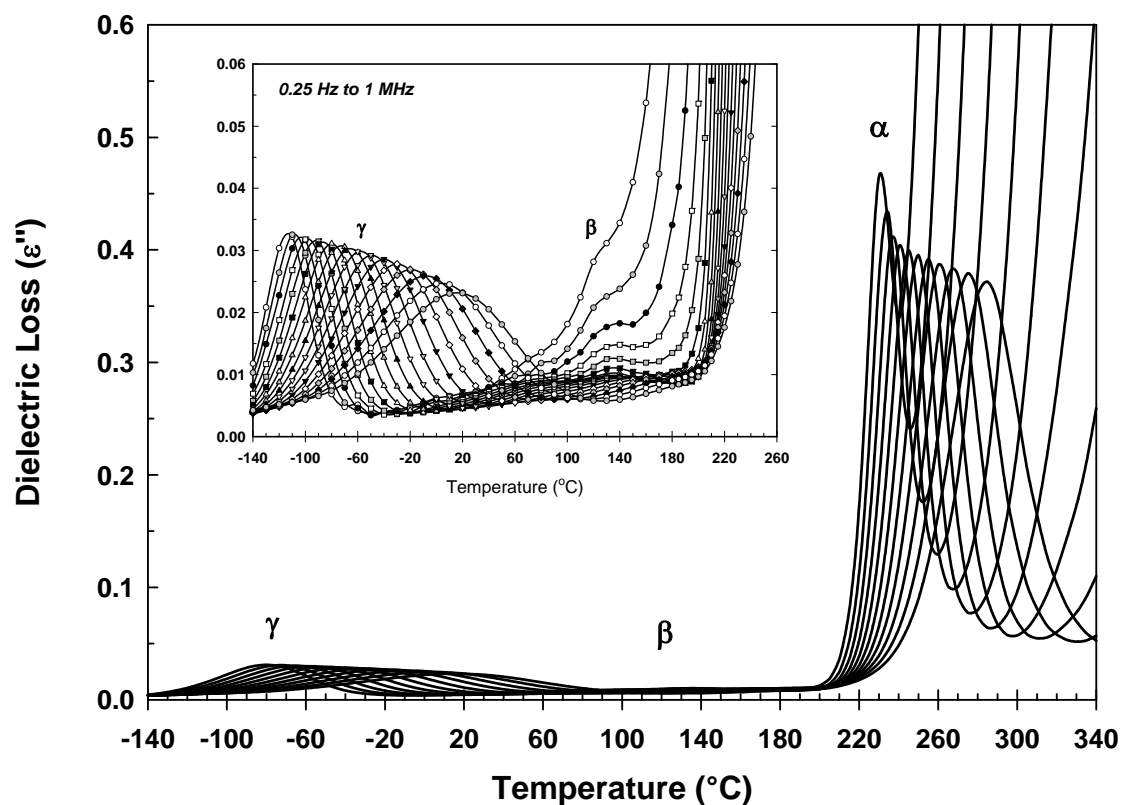 0.6
0.5
0.4
0.3
0.2
0.1
0.0
Dielectric Loss (ε")
0.06
0.05
0.04
0.03
0.02
0.01
0.00
0.25 Hz to 1 MHz
γ
β
-140 -100 -60 -20 20 60 100 140 180 220 260
Temperature (°C)
α
γ
β
-140 -100 -60 -20 20 60 100 140 180 220 260 300 340
Temperature (°C)